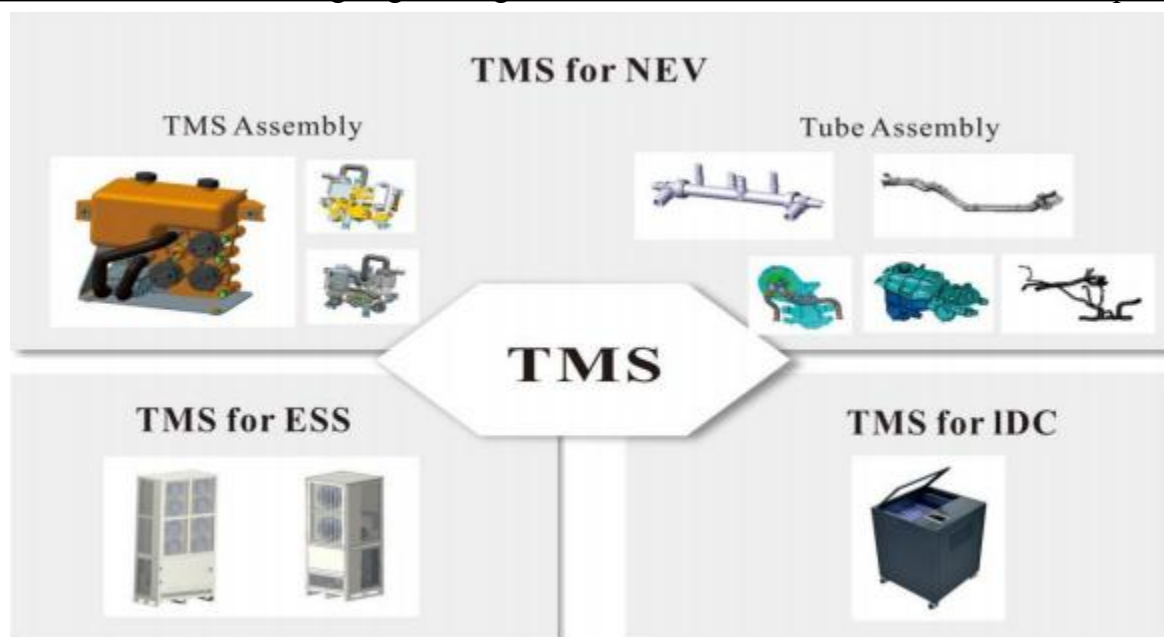 TMS for NEV
TMS Assembly
Tube Assembly
TMS
TMS for ESS
TMS for IDC